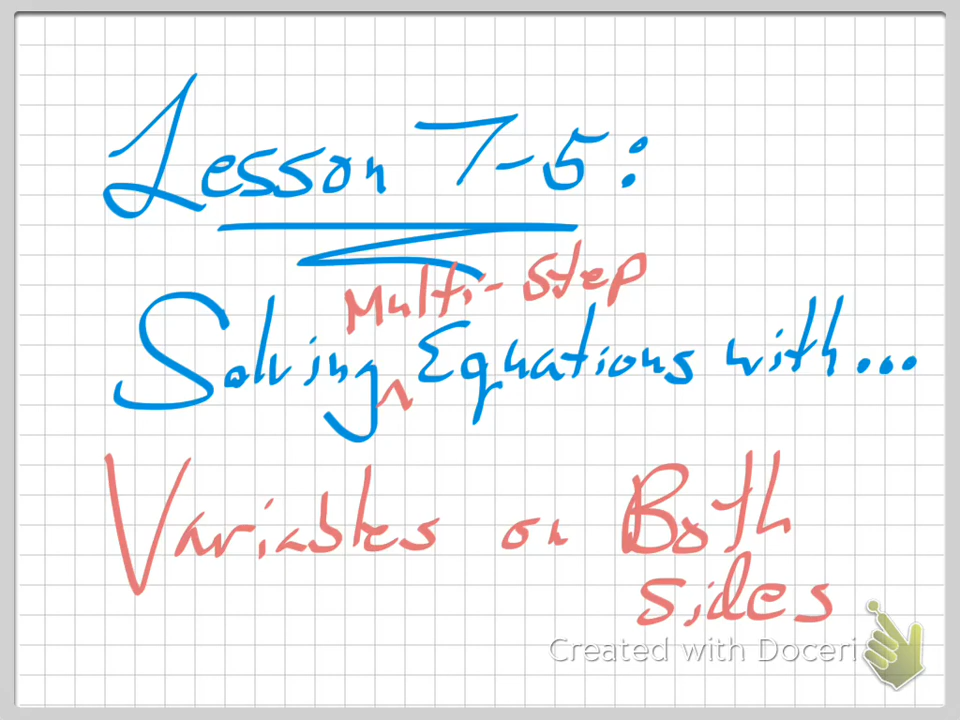 Lesson 7-5:
Multi-Step
Solving ^ Equations with...
Variables on Both
sides
Created with Doceri